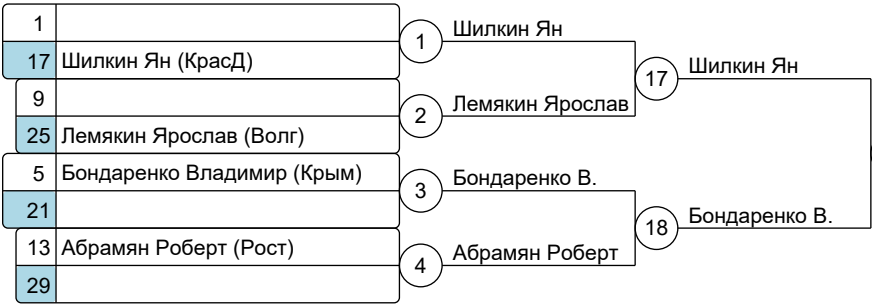 1
17 Шилкин Ян (КрасД)
9
25 Лемякин Ярослав (Волг)
5 Бондаренко Владимир (Крым)
21
13 Абрамян Роберт (Рост)
29
1 Шилкин Ян
2 Лемякин Ярослав
3 Бондаренко В.
4 Абрамян Роберт
17 Шилкин Ян
18 Бондаренко В.